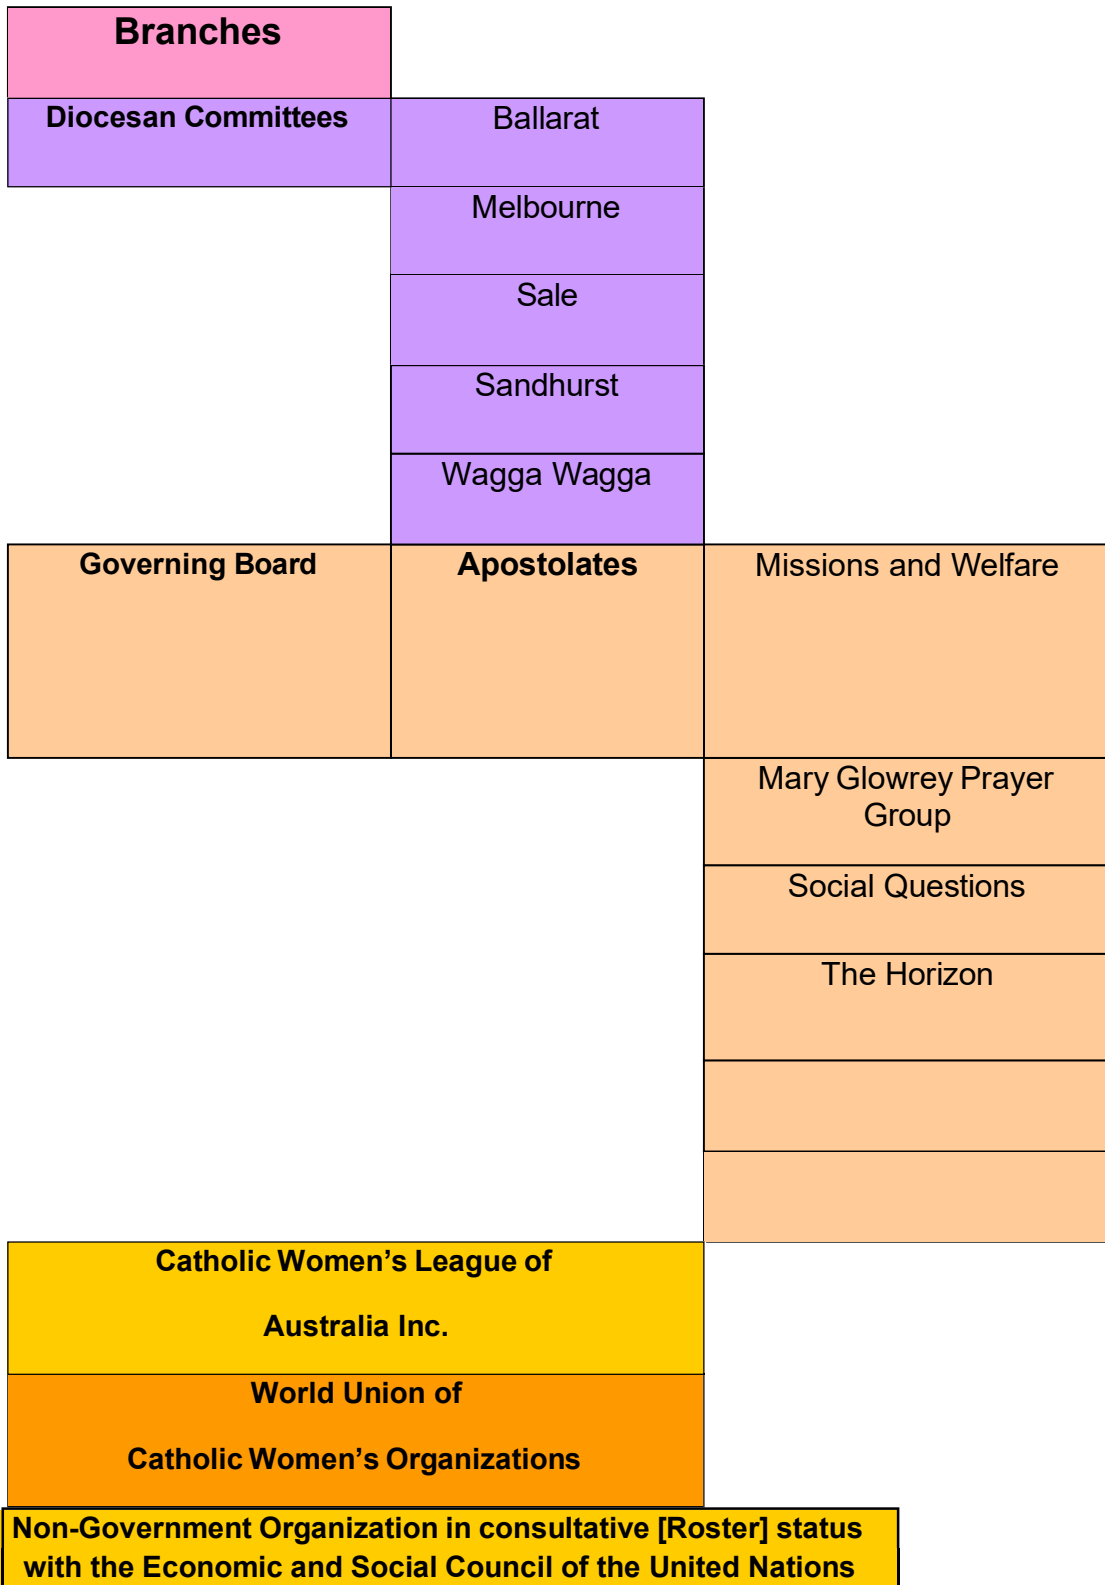 Branches
Diocesan Committees
Ballarat
Melbourne
Sale
Sandhurst
Wagga Wagga
Governing Board
Apostolates
Missions and Welfare
Mary Glowrey Prayer
Group
Social Questions
The Horizon
Catholic Women’s League of
Australia Inc.
World Union of
Catholic Women’s Organizations
Non-Government Organization in consultative [Roster] status
with the Economic and Social Council of the United Nations